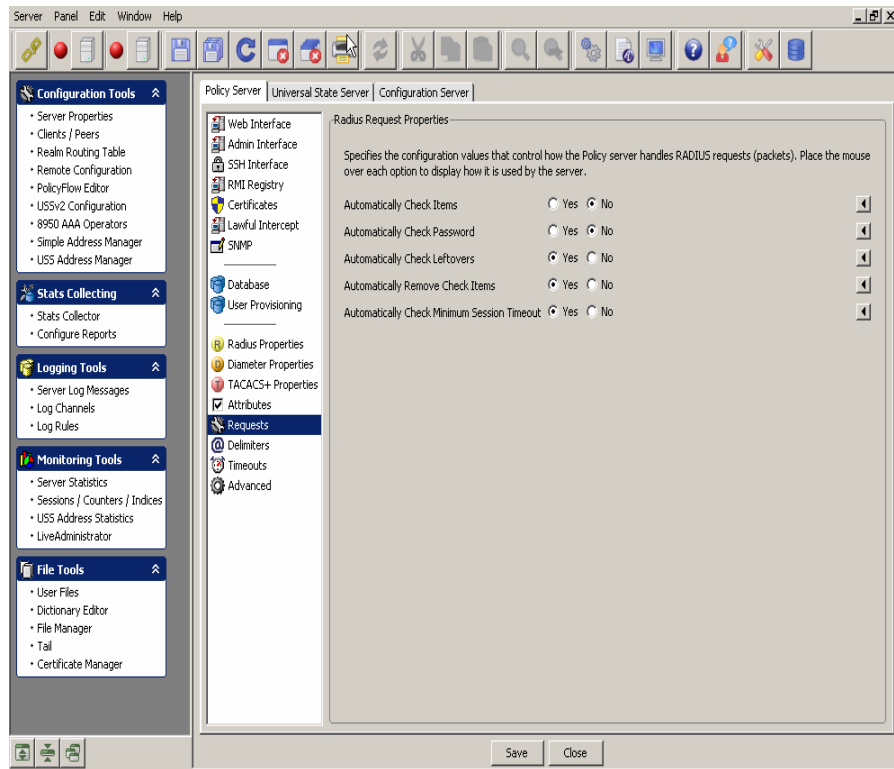 Server Panel Edit Window Help
Configuration Tools
Server Properties
Clients / Peers
Realm Routing Table
Remote Configuration
PolicyFlow Editor
USSv2 Configuration
8950 AAA Operators
Simple Address Manager
USS Address Manager
Stats Collecting
Stats Collector
Configure Reports
Logging Tools
Server Log Messages
Log Channels
Log Rules
Monitoring Tools
Server Statistics
Sessions / Counters / Indices
USS Address Statistics
LiveAdministrator
File Tools
User Files
Dictionary Editor
File Manager
Tail
Certificate Manager
Policy Server Universal State Server Configuration Server
Web Interface
Admin Interface
SSH Interface
RMI Registry
Certificates
Lawful Intercept
SNMP
Database
User Provisioning
R Radius Properties
D Diameter Properties
T TACACS+ Properties
Attributes
Requests
@ Delimiters
Timeouts
Advanced
Radius Request Properties
Specifies the configuration values that control how the Policy server handles RADIUS requests (packets). Place the mouse
over each option to display how it is used by the server.
Automatically Check Items Yes No
Automatically Check Password Yes No
Automatically Check Leftovers Yes No
Automatically Remove Check Items Yes No
Automatically Check Minimum Session Timeout Yes No
Save Close